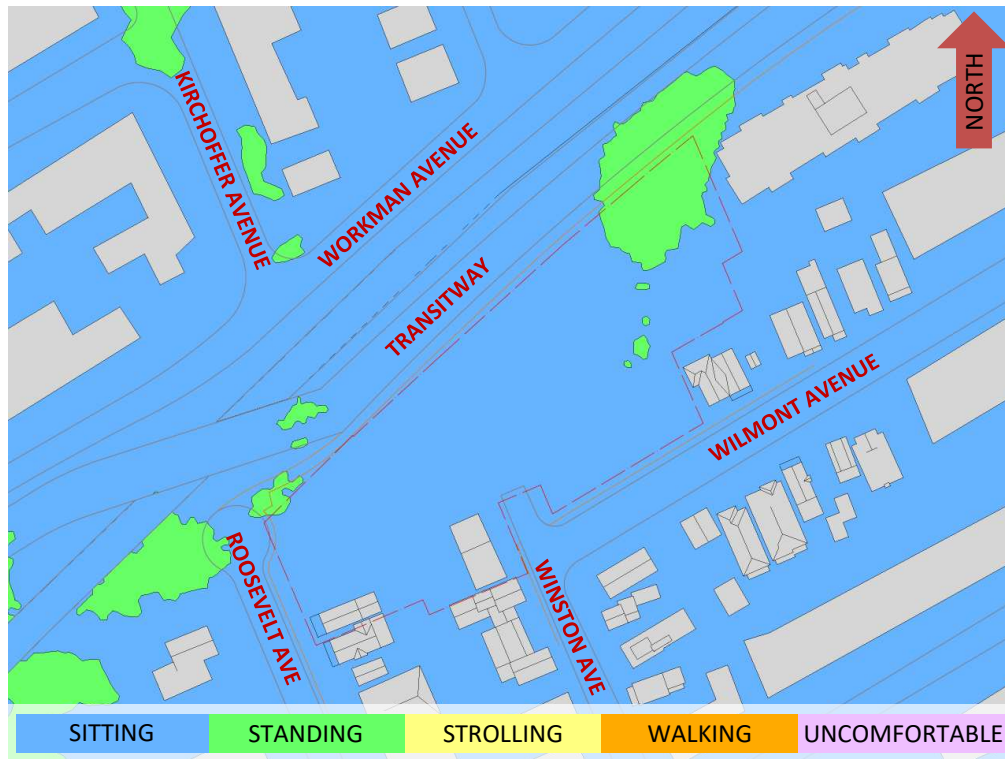 NORTH
KIRCHOFFER AVENUE
WORKMAN AVENUE
TRANSITWAY
WILMONT AVENUE
ROOSEVELT AVE
WINSTON AVE
SITTING
STANDING
STROLLING
WALKING
UNCOMFORTABLE